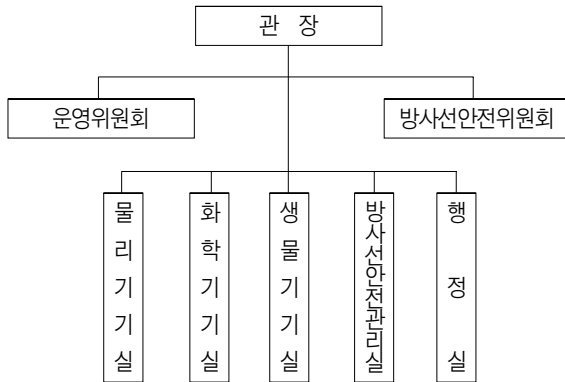 관 장
운영위원회
방사선안전위원회
물리기기실
화학기기실
생물기기실
방사선안전관리실
행정실